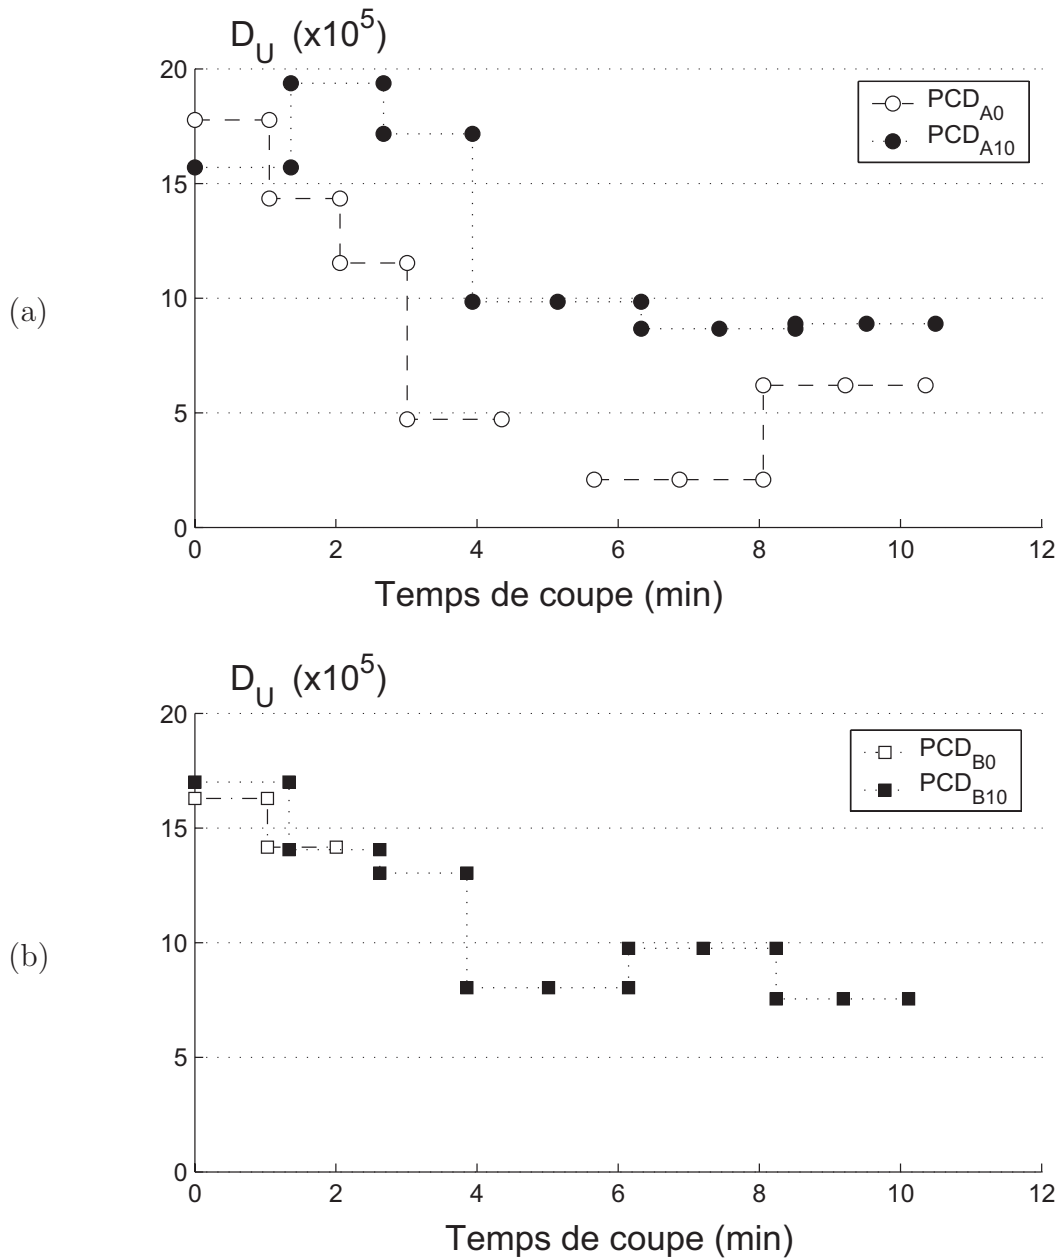 D_U (x10^5)
20
15
10
5
0
PCD_A0
PCD_A10
(a)
0 2 4 6 8 10 12
Temps de coupe (min)
D_U (x10^5)
20
15
10
5
0
PCD_B0
PCD_B10
(b)
0 2 4 6 8 10 12
Temps de coupe (min)